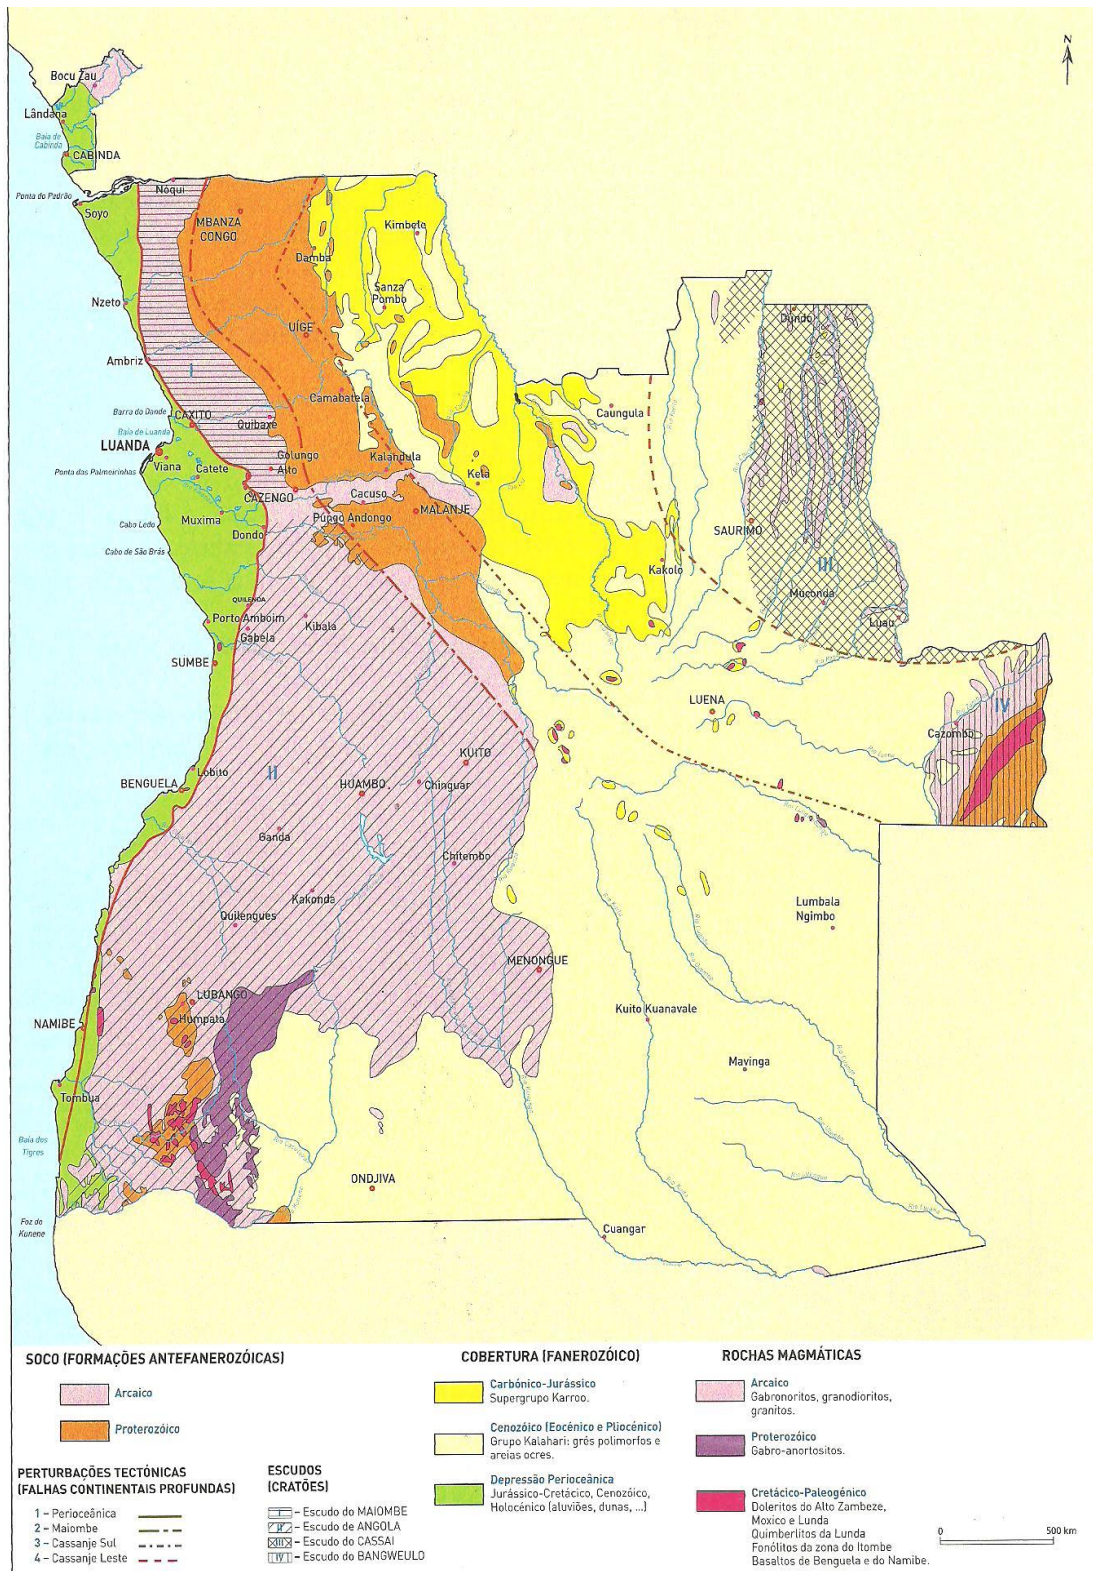 N
Bocu Zau
Lândana
Baía de
Cabinda
CABINDA
Ponta do Padrão
Soyo
Nóqui
MBANZA
CONGO
Kimbele
Damba
Sanza
Pombo
Nzeto
UÍGE
Dundo
Ambriz
I
Camabatela
Caungula
Barra do Dande
CAXITO
Quibaxe
Baía de Luanda
LUANDA
Viana
Catete
Golungo
Alto
Kalandula
Kela
Ponta das Palmeirinhas
CAZENGO
Cacuso
MALANJE
Muxima
Pungo Andongo
SAURIMO
Cabo Ledo
Dondo
Cabo de São Brás
Kakolo
III
Muconda
QUILENDA
Porto Amboim
Kibala
Luau
Gabela
SUMBE
LUENA
IV
Cazombo
KUITO
II
Lobito
BENGUELA
HUAMBO
Chinguar
Ganda
Chitembo
Kakonda
Quilengues
Lumbala
Ngimbo
MENONGUE
LUBANGO
Humpata
NAMIBE
Kuito Kuanavale
Mavinga
Tombua
Baía dos
Tigres
ONDJIVA
Foz do
Kunene
Cuangar
SOCO (FORMAÇÕES ANTEFANEROZÓICAS)
Arcaico
Proterozóico
PERTURBAÇÕES TECTÓNICAS
(FALHAS CONTINENTAIS PROFUNDAS)
1 – Perioceânica
2 – Maiombe
3 – Cassanje Sul
4 – Cassanje Leste
ESCUDOS
(CRATÕES)
I – Escudo do MAIOMBE
II – Escudo de ANGOLA
III – Escudo do CASSAI
IV – Escudo do BANGWEULO
COBERTURA (FANEROZÓICO)
Carbónico-Jurássico
Supergrupo Karroo.
Cenozóico (Eocénico e Pliocénico)
Grupo Kalahari: grés polimorfos e
areias ocres.
Depressão Perioceânica
Jurássico-Cretácico, Cenozóico,
Holocénico (aluviões, dunas, ...)
ROCHAS MAGMÁTICAS
Arcaico
Gabronoritos, granodioritos,
granitos.
Proterozóico
Gabro-anortositos.
Cretácico-Paleogénico
Doleritos do Alto Zambeze,
Moxico e Lunda
Quimberlitos da Lunda
Fonólitos da zona do Itombe
Basaltos de Benguela e do Namibe.
0 500 km